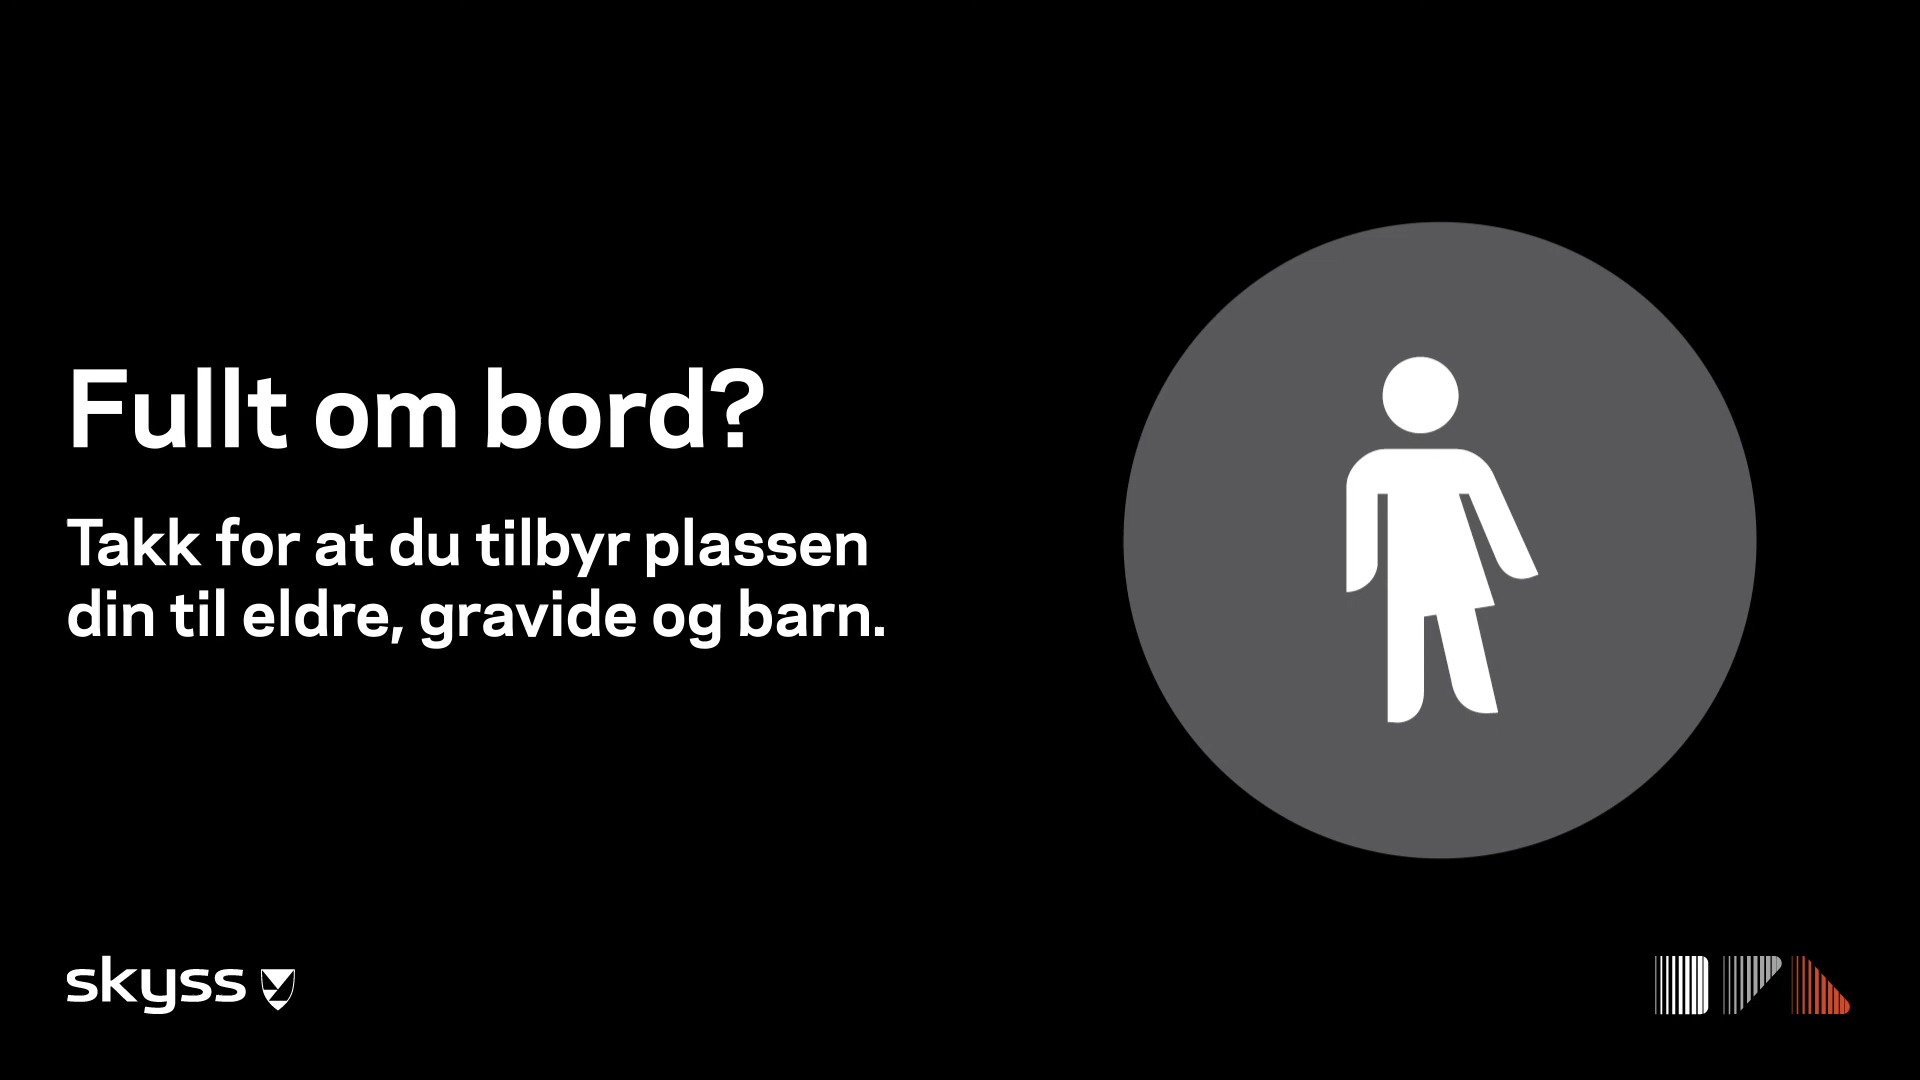 Fullt om bord?
Takk for at du tilbyr plassen
din til eldre, gravide og barn.
skyss